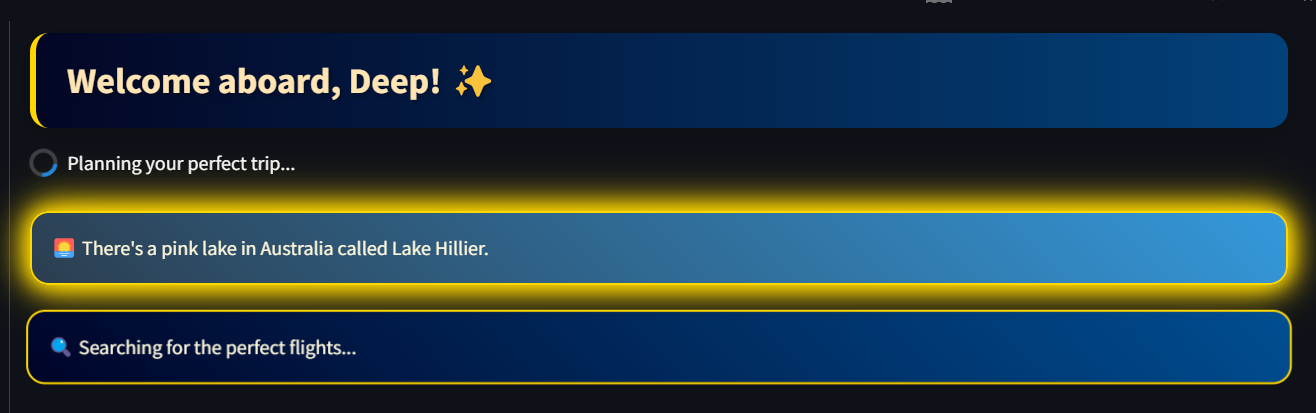 Welcome aboard, Deep! ✨
Planning your perfect trip...
🌅 There's a pink lake in Australia called Lake Hillier.
🔍 Searching for the perfect flights...